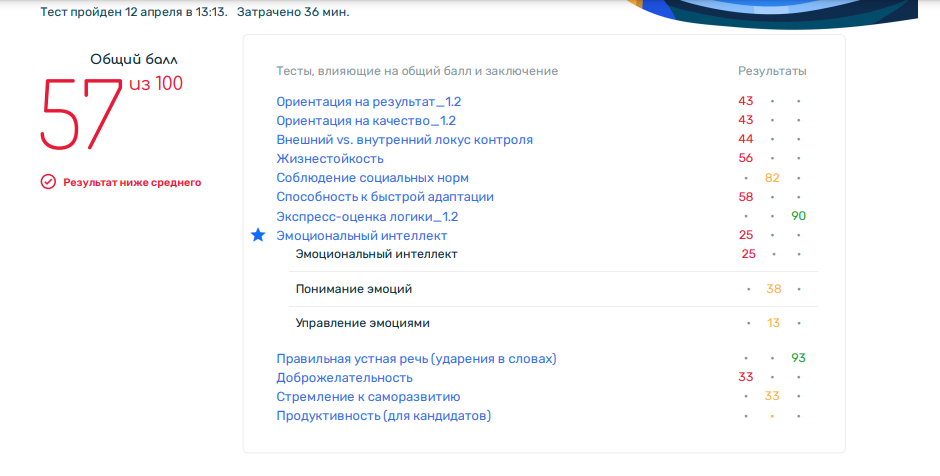 Тест пройден 12 апреля в 13:13. Затрачено 36 мин.
Общий балл
57 из 100
Результат ниже среднего
Тесты, влияющие на общий балл и заключение Результаты
Ориентация на результат_1.2 43
Ориентация на качество_1.2 43
Внешний vs. внутренний локус контроля 44
Жизнестойкость 56
Соблюдение социальных норм 82
Способность к быстрой адаптации 58
Экспресс-оценка логики_1.2 90
Эмоциональный интеллект 25
Эмоциональный интеллект 25
Понимание эмоций 38
Управление эмоциями 13
Правильная устная речь (ударения в словах) 93
Доброжелательность 33
Стремление к саморазвитию 33
Продуктивность (для кандидатов)